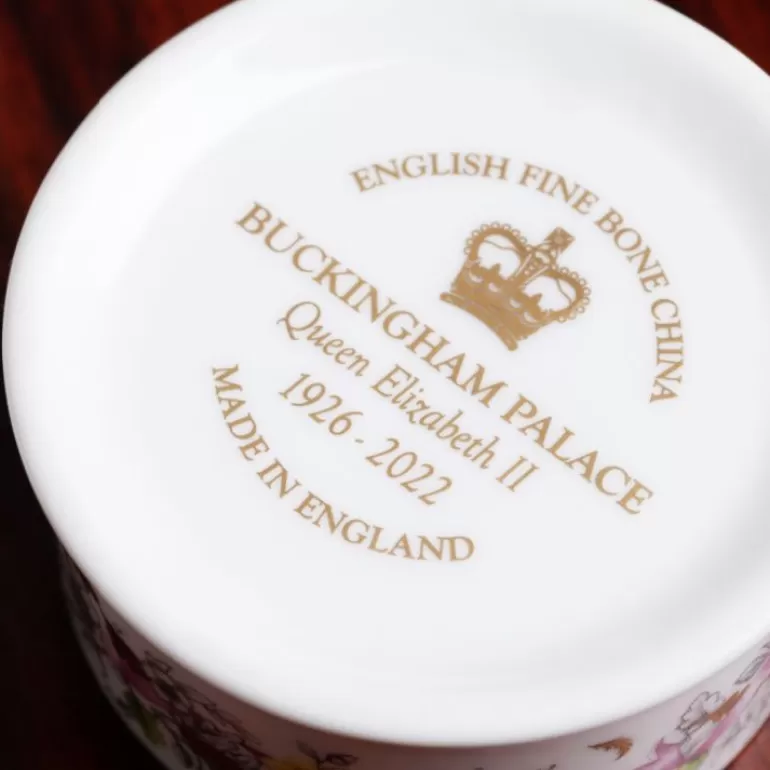 ENGLISH FINE BONE CHINA
BUCKINGHAM PALACE
Queen Elizabeth II
1926 - 2022
MADE IN ENGLAND